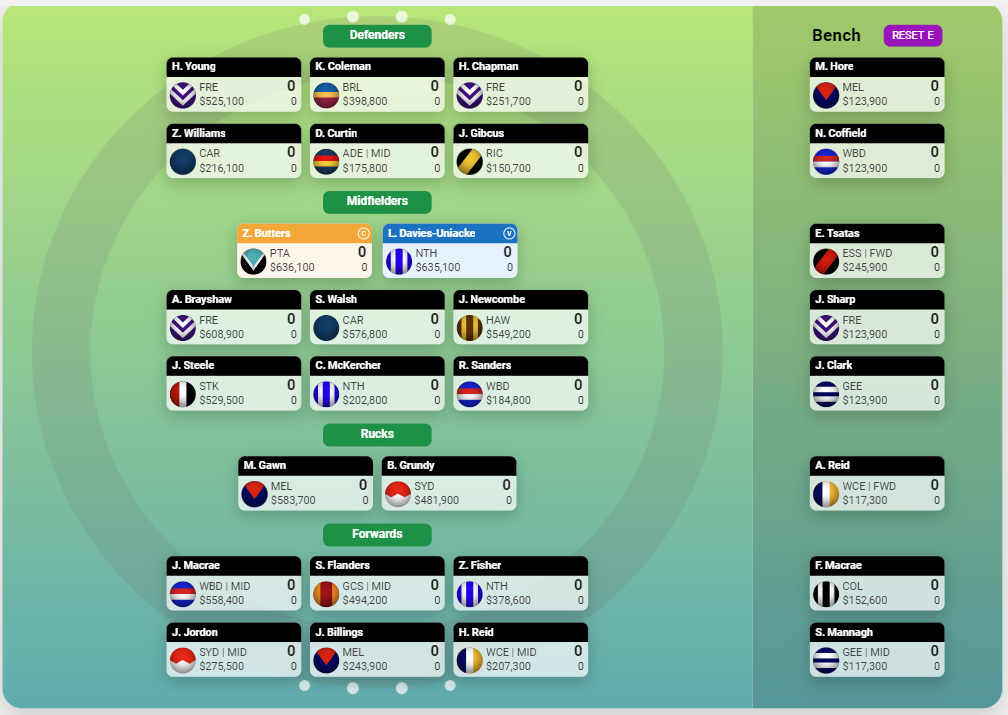 Defenders
Bench RESET E
H. Young K. Coleman H. Chapman M. Hore
FRE 0 BRL 0 FRE 0 MEL 0
$525,100 0 $398,800 0 $251,700 0 $123,900 0
Z. Williams D. Curtin J. Gibcus N. Coffield
CAR 0 ADE | MID 0 RIC 0 WBD 0
$216,100 0 $175,800 0 $150,700 0 $123,900 0
Midfielders
Z. Butters C L. Davies-Uniacke V E. Tsatas
PTA 0 NTH 0 ESS | FWD 0
$636,100 0 $635,100 0 $245,900 0
A. Brayshaw S. Walsh J. Newcombe J. Sharp
FRE 0 CAR 0 HAW 0 FRE 0
$608,900 0 $576,800 0 $549,200 0 $123,900 0
J. Steele C. McKercher R. Sanders J. Clark
STK 0 NTH 0 WBD 0 GEE 0
$529,500 0 $202,800 0 $184,800 0 $123,900 0
Rucks
M. Gawn B. Grundy A. Reid
MEL 0 SYD 0 WCE | FWD 0
$583,700 0 $481,900 0 $117,300 0
Forwards
J. Macrae S. Flanders Z. Fisher F. Macrae
WBD | MID 0 GCS | MID 0 NTH 0 COL 0
$558,400 0 $494,200 0 $378,600 0 $152,600 0
J. Jordon J. Billings H. Reid S. Mannagh
SYD | MID 0 MEL 0 WCE | MID 0 GEE | MID 0
$275,500 0 $243,900 0 $207,300 0 $117,300 0